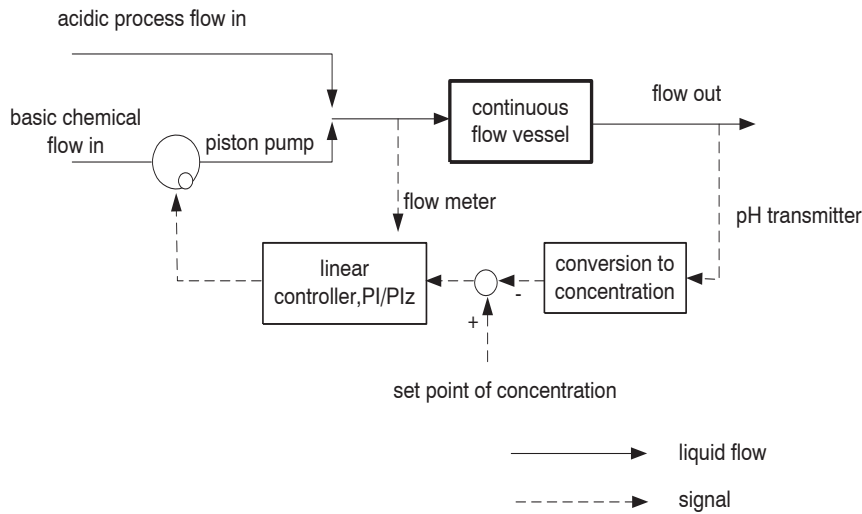 acidic process flow in
basic chemical
flow in
piston pump
continuous
flow vessel
flow out
flow meter
pH transmitter
linear
controller,PI/PIz
conversion to
concentration
-
+
set point of concentration
liquid flow
signal